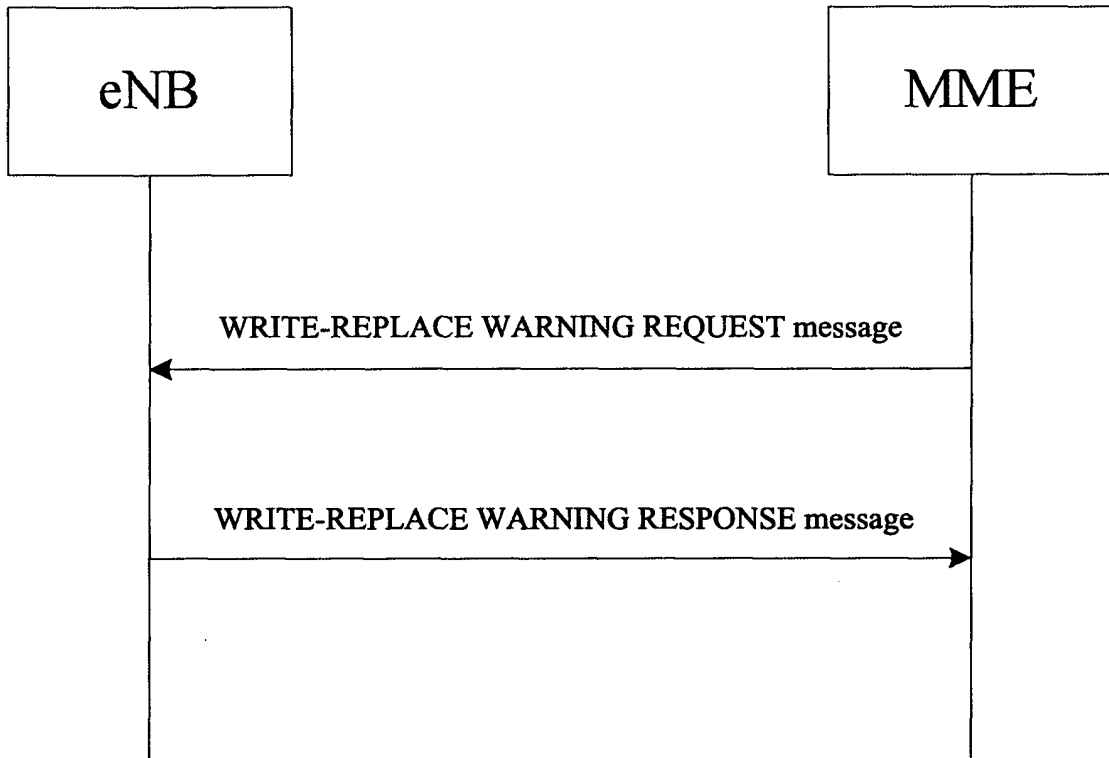 eNB
MME
WRITE-REPLACE WARNING REQUEST message
WRITE-REPLACE WARNING RESPONSE message